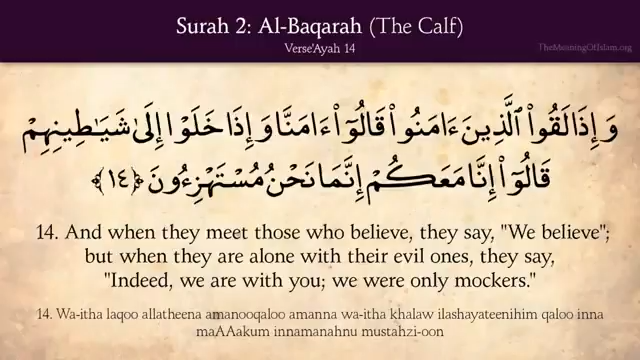 Surah 2: Al-Baqarah (The Calf)
Verse'Ayah 14
TheMeaningOfIslam.org
وَإِذَا لَقُوا۟ ٱلَّذِينَ ءَامَنُوا۟ قَالُوٓا۟ ءَامَنَّا وَإِذَا خَلَوْا۟ إِلَىٰ شَيَـٰطِينِهِمْ
قَالُوٓا۟ إِنَّا مَعَكُمْ إِنَّمَا نَحْنُ مُسْتَهْزِءُونَ ﴿١٤﴾
14. And when they meet those who believe, they say, "We believe";
but when they are alone with their evil ones, they say,
"Indeed, we are with you; we were only mockers."
14. Wa-itha laqoo allatheena amanooqaloo amanna wa-itha khalaw ilashayateenihim qaloo inna
maAAakum innamanahnu mustahzi-oon